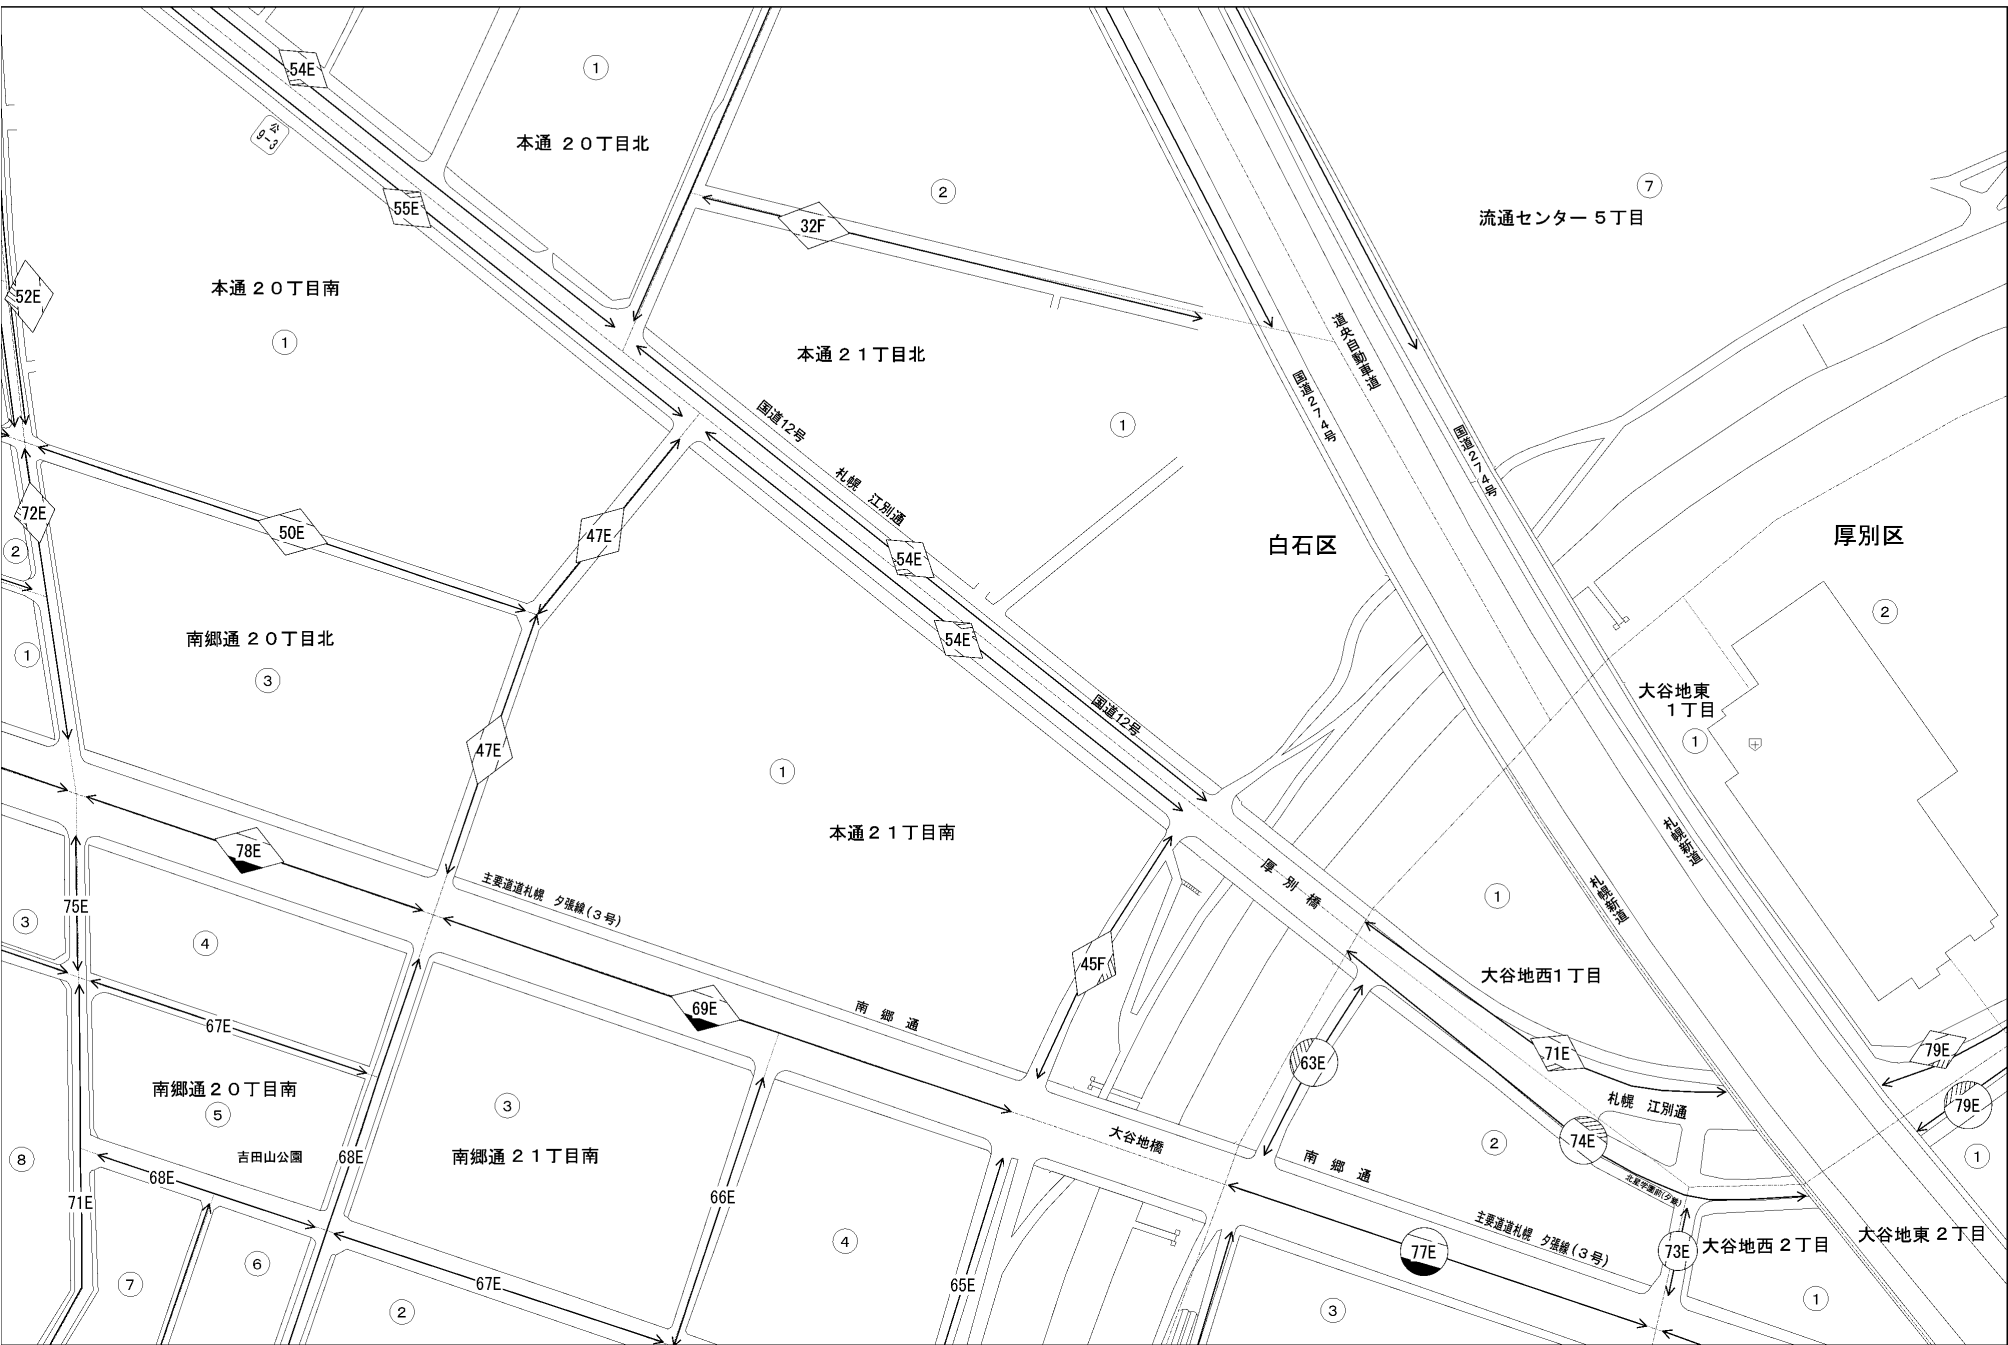 54E
①
公
9-3
本通 ２０丁目北
②
⑦
流通センター ５丁目
55E
32F
52E
本通２０丁目南
①
本通２１丁目北
道央自動車道
国道274号
国道12号
①
国道274号
札幌 江別通
72E
50E
47E
②
54E
白石区
厚別区
②
南郷通２０丁目北
①
③
54E
大谷地東
１丁目
①
国道12号
47E
①
本通２１丁目南
札幌新道
78E
厚別橋
主要道道札幌 夕張線(３号)
①
札幌新道
75E
③
④
45F
大谷地西1丁目
69E
南郷通
67E
63E
71E
79E
南郷通２０丁目南
⑤
③
札幌 江別通
79E
大谷地橋
74E
②
⑧
吉田山公園
68E
南郷通２１丁目南
南郷通
①
68E
66E
71E
主要道道札幌 夕張線(３号)
④
77E
73E
大谷地西２丁目
大谷地東２丁目
⑥
⑦
67E
65E
②
③
①